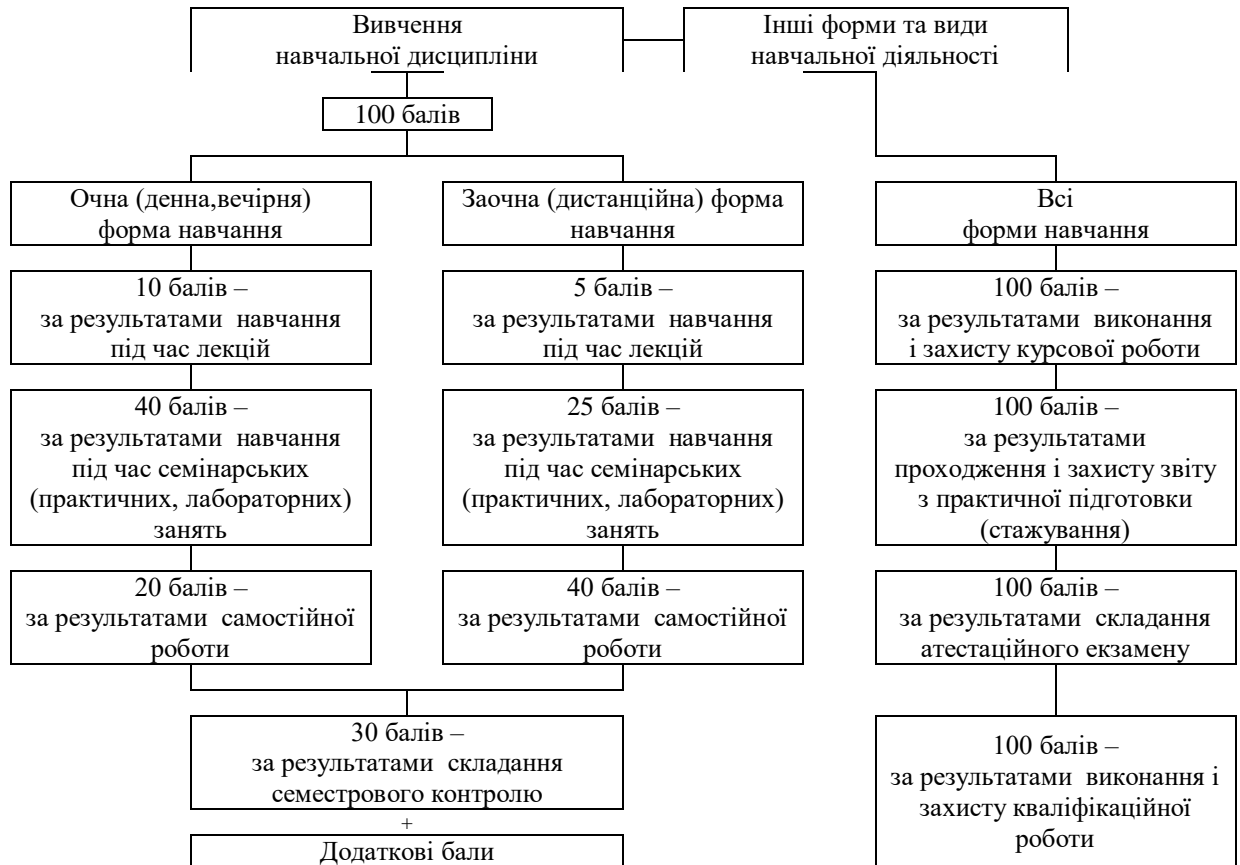 Вивчення
навчальної дисципліни
Інші форми та види
навчальної діяльності
100 балів
Очна (денна,вечірня)
форма навчання
Заочна (дистанційна) форма
навчання
Всі
форми навчання
10 балів –
за результатами навчання
під час лекцій
5 балів –
за результатами навчання
під час лекцій
100 балів –
за результатами виконання
і захисту курсової роботи
40 балів –
за результатами навчання
під час семінарських
(практичних, лабораторних)
занять
25 балів –
за результатами навчання
під час семінарських
(практичних, лабораторних)
занять
100 балів –
за результатами
проходження і захисту звіту
з практичної підготовки
(стажування)
20 балів –
за результатами самостійної
роботи
40 балів –
за результатами самостійної
роботи
100 балів –
за результатами складання
атестаційного екзамену
30 балів –
за результатами складання
семестрового контролю
+
Додаткові бали
100 балів –
за результатами виконання і
захисту кваліфікаційної
роботи